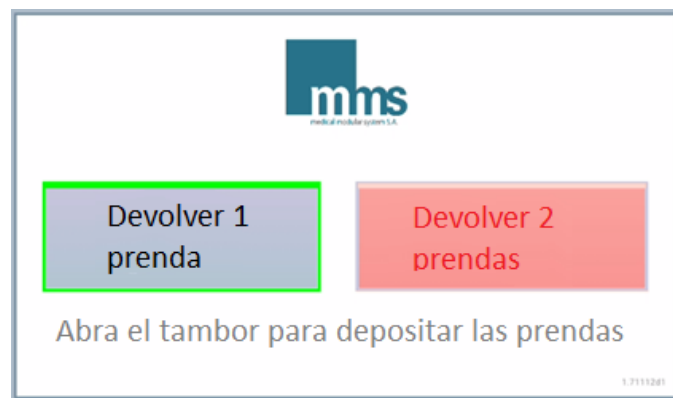 mms
medical modular system S.A.
Devolver 1
prenda
Devolver 2
prendas
Abra el tambor para depositar las prendas
1.71112d1